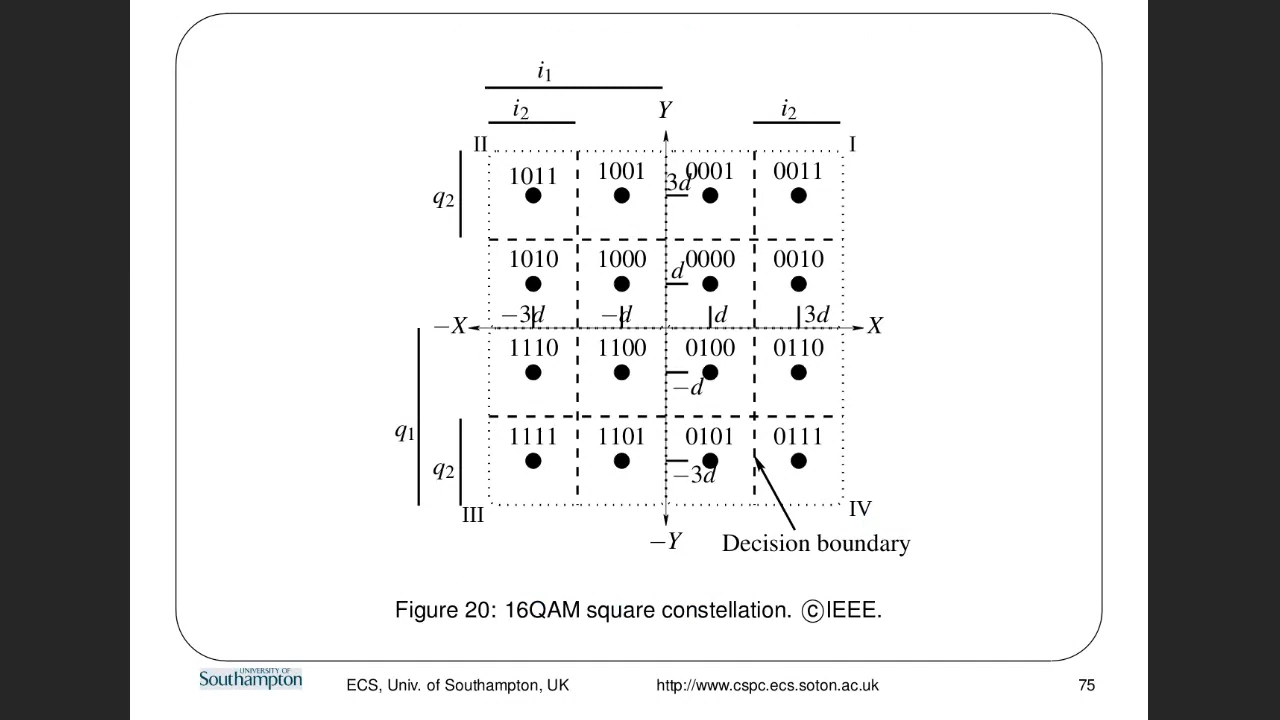 i₁
i₂ Y i₂
II I
1011 1001 0001 0011
3d
q₂
1010 1000 0000 0010
d
−3d −d d 3d
−X X
1110 1100 0100 0110
−d
q₁
1111 1101 0101 0111
q₂ −3d
III IV
−Y Decision boundary
Figure 20: 16QAM square constellation. ©IEEE.
UNIVERSITY OF
Southampton
ECS, Univ. of Southampton, UK http://www.cspc.ecs.soton.ac.uk 75